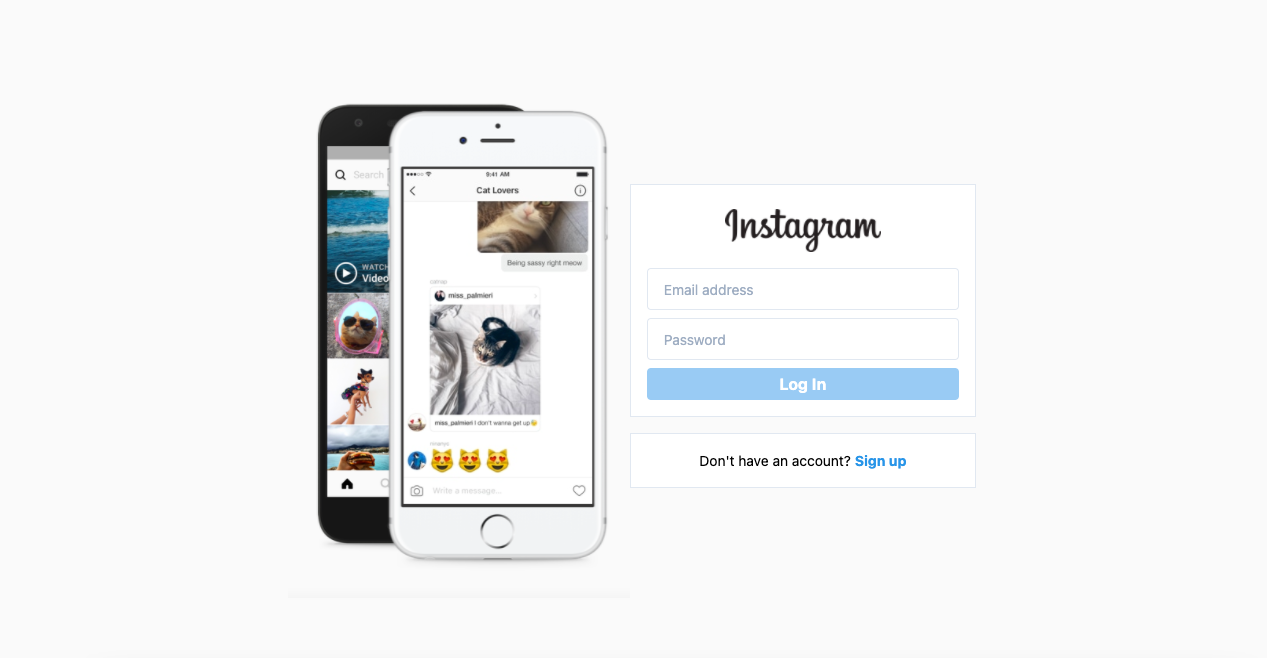 Search
WATCH
Video
9:41 AM
Cat Lovers
Being sassy right meow
miss_palmieri
miss_palmieri I don't wanna get up
Write a message...
Instagram
Email address
Password
Log In
Don't have an account? Sign up